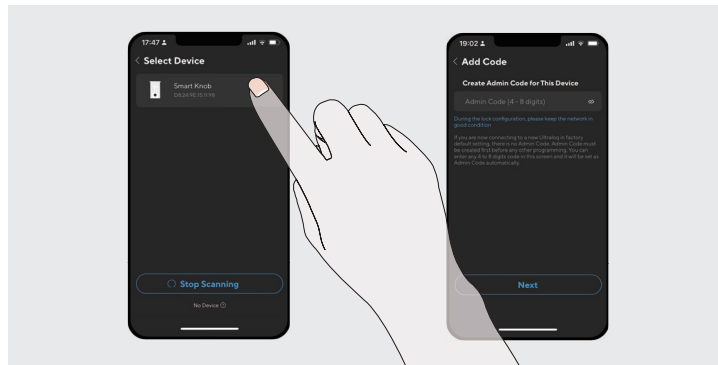 17:47
Select Device
Smart Knob
Stop Scanning
No Device
19:02
Add Code
Create Admin Code for This Device
Admin Code (4 - 8 digits)
During the lock configuration, please keep the network in
good condition
If you are now connecting to a new Ultraloq in factory
default setting, there is no Admin Code. Admin Code must
be created first before any other programming. You can
enter any 4 to 8 digits code in this screen and it will be set as
Admin Code automatically.
Next